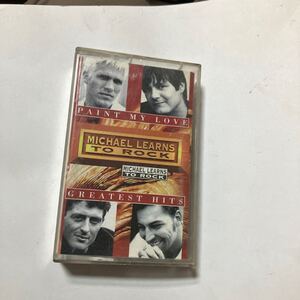 PAINT MY LOVE
MICHAEL LEARNS
TO ROCK
MICHAEL LEARNS
TO ROCK
GREATEST HITS